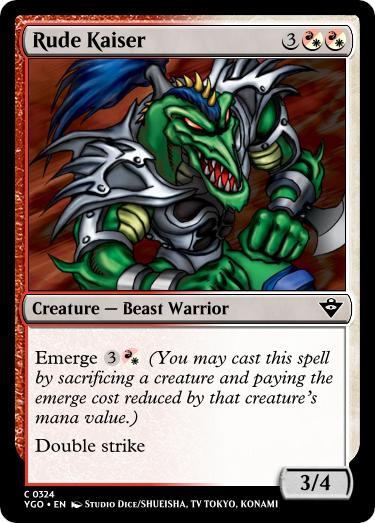 Rude Kaiser 3
Creature — Beast Warrior
Emerge 3 (You may cast this spell
by sacrificing a creature and paying the
emerge cost reduced by that creature's
mana value.)
Double strike
3/4
C 0324
YGO • EN Studio Dice/SHUEISHA, TV TOKYO, KONAMI